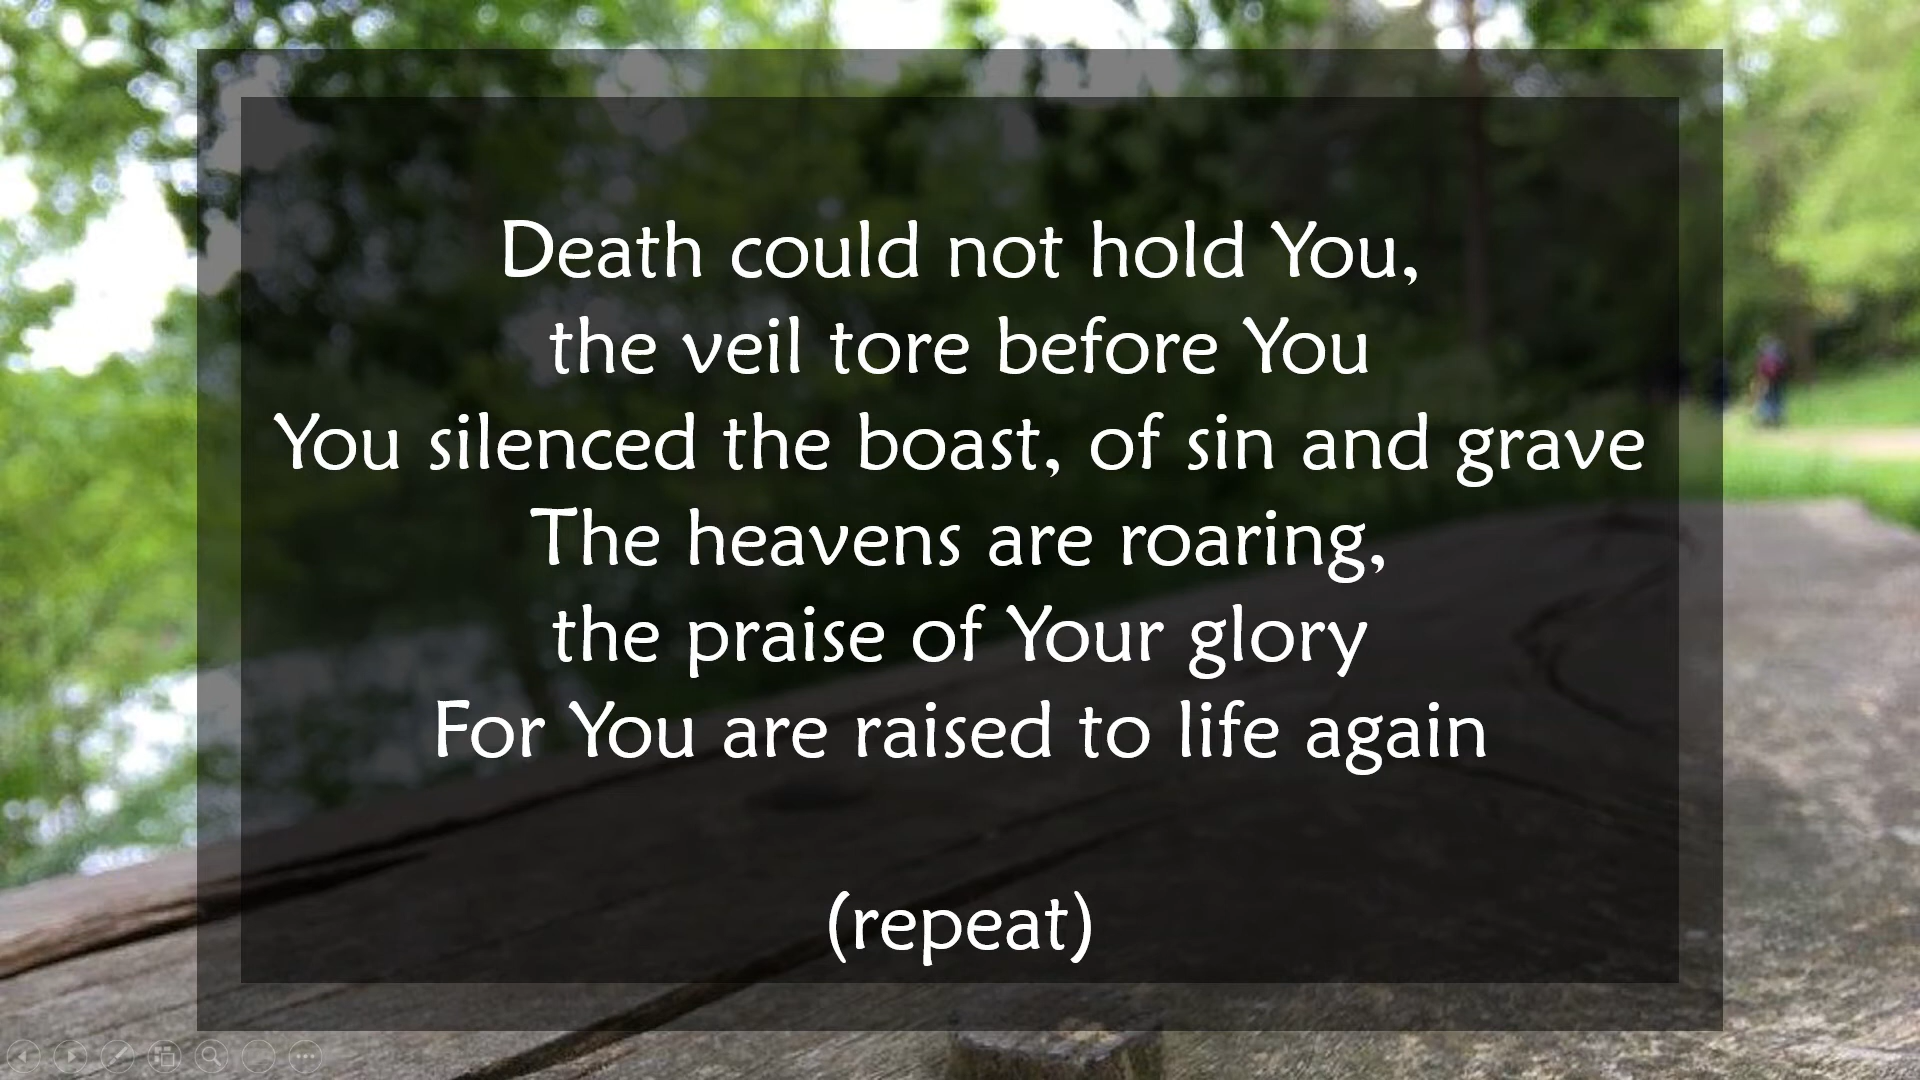 Death could not hold You,
the veil tore before You
You silenced the boast, of sin and grave
The heavens are roaring,
the praise of Your glory
For You are raised to life again
(repeat)